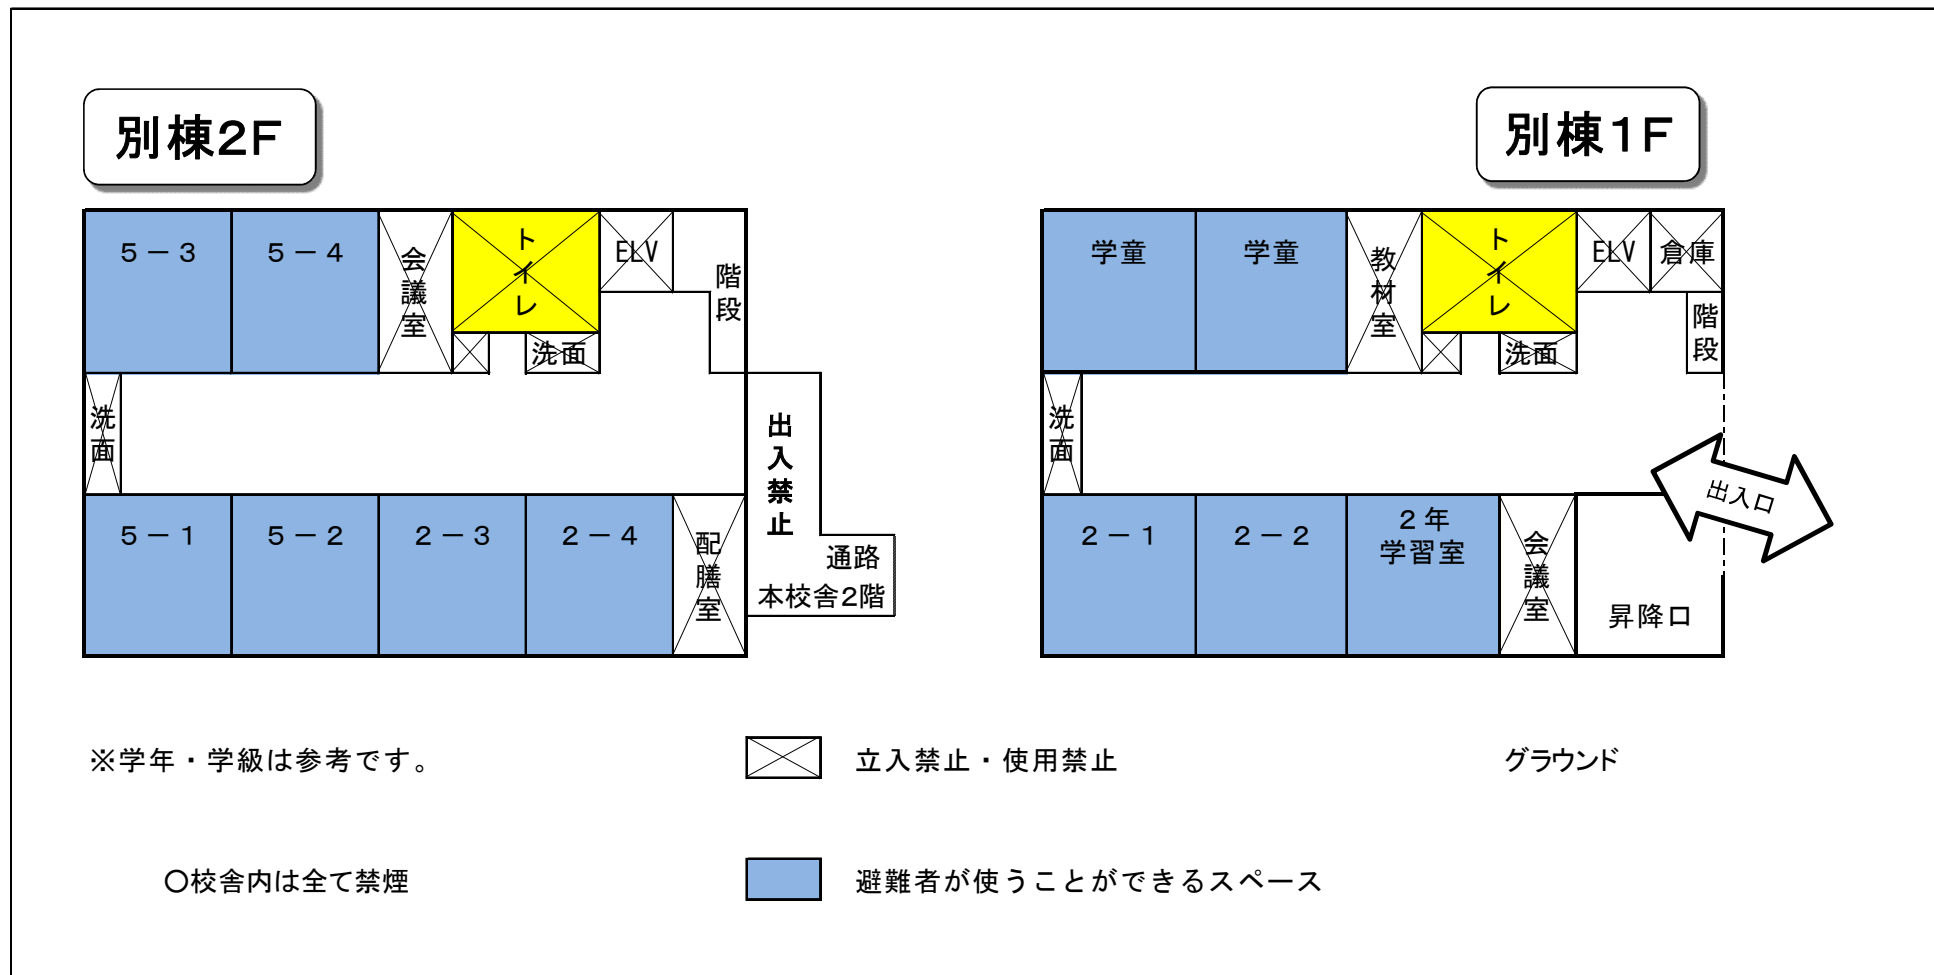 別棟２Ｆ
５－３
５－４
会議室
トイレ
ELV
階段
洗面
洗面
出入禁止
５－１
５－２
２－３
２－４
配膳室
通路
本校舎２階
別棟１Ｆ
学童
学童
教材室
トイレ
ELV
倉庫
階段
洗面
洗面
出入口
２－１
２－２
２年
学習室
会議室
昇降口
※学年・学級は参考です。
立入禁止・使用禁止
グラウンド
〇校舎内は全て禁煙
避難者が使うことができるスペース